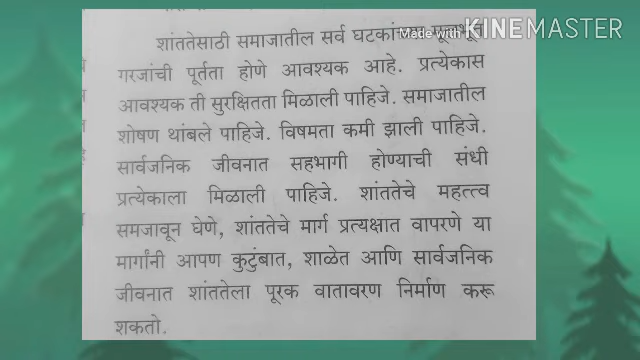 शांततेसाठी समाजातील सर्व घटकांच्या मूलभूत
Made with KINEMASTER
गरजांची पूर्तता होणे आवश्यक आहे. प्रत्येकास
आवश्यक ती सुरक्षितता मिळाली पाहिजे. समाजातील
शोषण थांबले पाहिजे. विषमता कमी झाली पाहिजे.
सार्वजनिक जीवनात सहभागी होण्याची संधी
प्रत्येकाला मिळाली पाहिजे. शांततेचे महत्त्व
समजावून घेणे, शांततेचे मार्ग प्रत्यक्षात वापरणे या
मार्गांनी आपण कुटुंबात, शाळेत आणि सार्वजनिक
जीवनात शांततेला पूरक वातावरण निर्माण करू
शकतो.